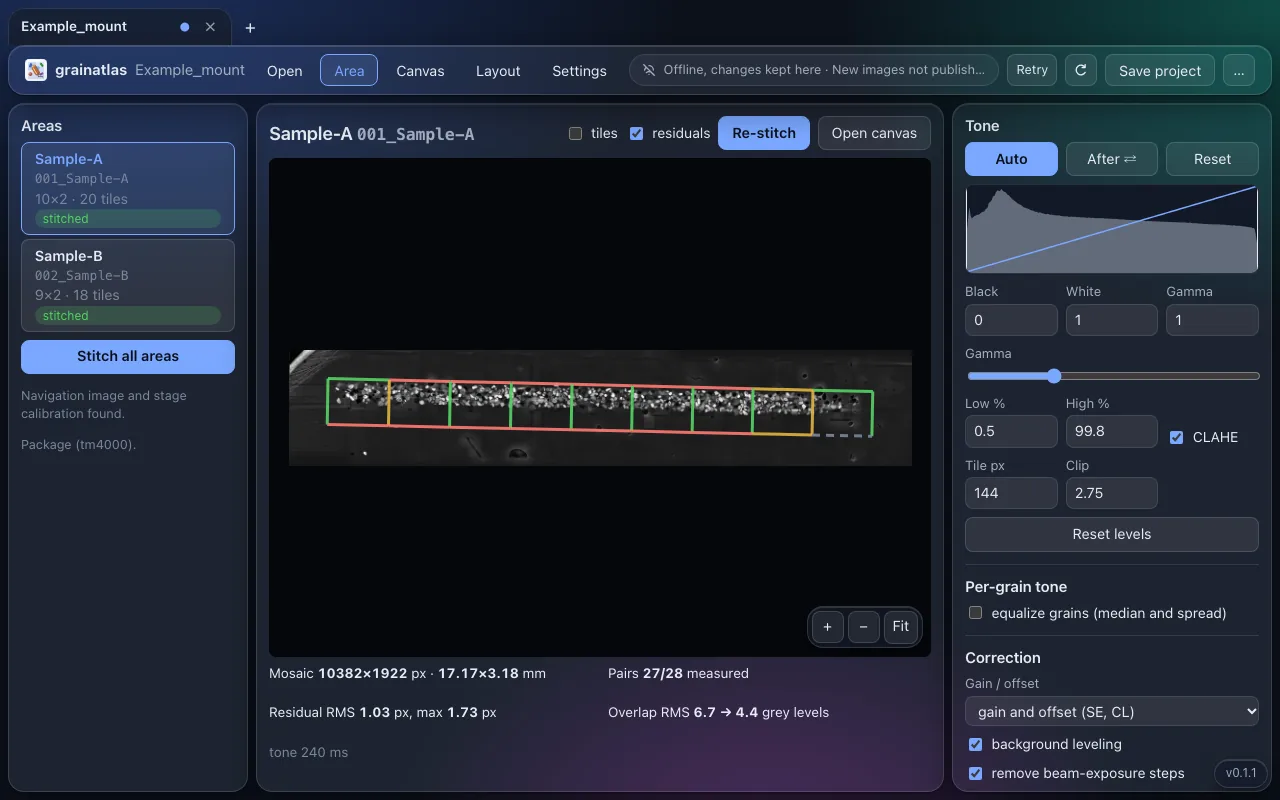 Example_mount
grainatlas Example_mount Open Area Canvas Layout Settings Offline, changes kept here · New images not publish... Retry Save project ...
Areas
Sample-A
001_Sample-A
10×2 · 20 tiles
stitched
Sample-B
002_Sample-B
9×2 · 18 tiles
stitched
Stitch all areas
Navigation image and stage
calibration found.
Package (tm4000).
Sample-A 001_Sample-A tiles residuals Re-stitch Open canvas
+ − Fit
Mosaic 10382×1922 px · 17.17×3.18 mm Pairs 27/28 measured
Residual RMS 1.03 px, max 1.73 px Overlap RMS 6.7 → 4.4 grey levels
tone 240 ms
Tone
Auto After ⇌ Reset
Black White Gamma
0 1 1
Gamma
Low % High %
0.5 99.8 CLAHE
Tile px Clip
144 2.75
Reset levels
Per-grain tone
equalize grains (median and spread)
Correction
Gain / offset
gain and offset (SE, CL)
background leveling
remove beam-exposure steps
v0.1.1